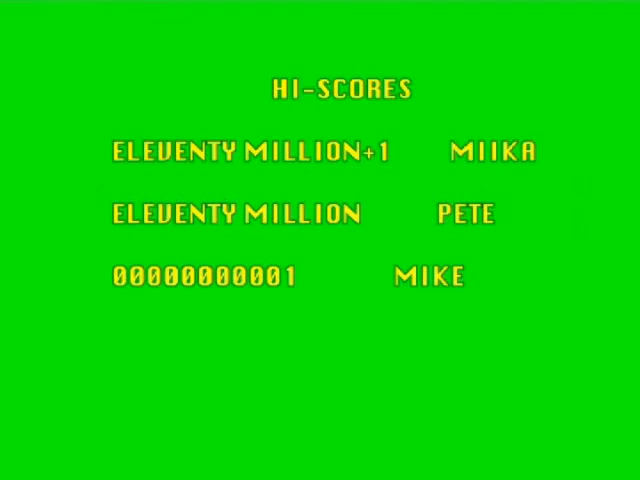 HI-SCORES
ELEVENTY MILLION+1 MIIKA
ELEVENTY MILLION PETE
00000000001 MIKE